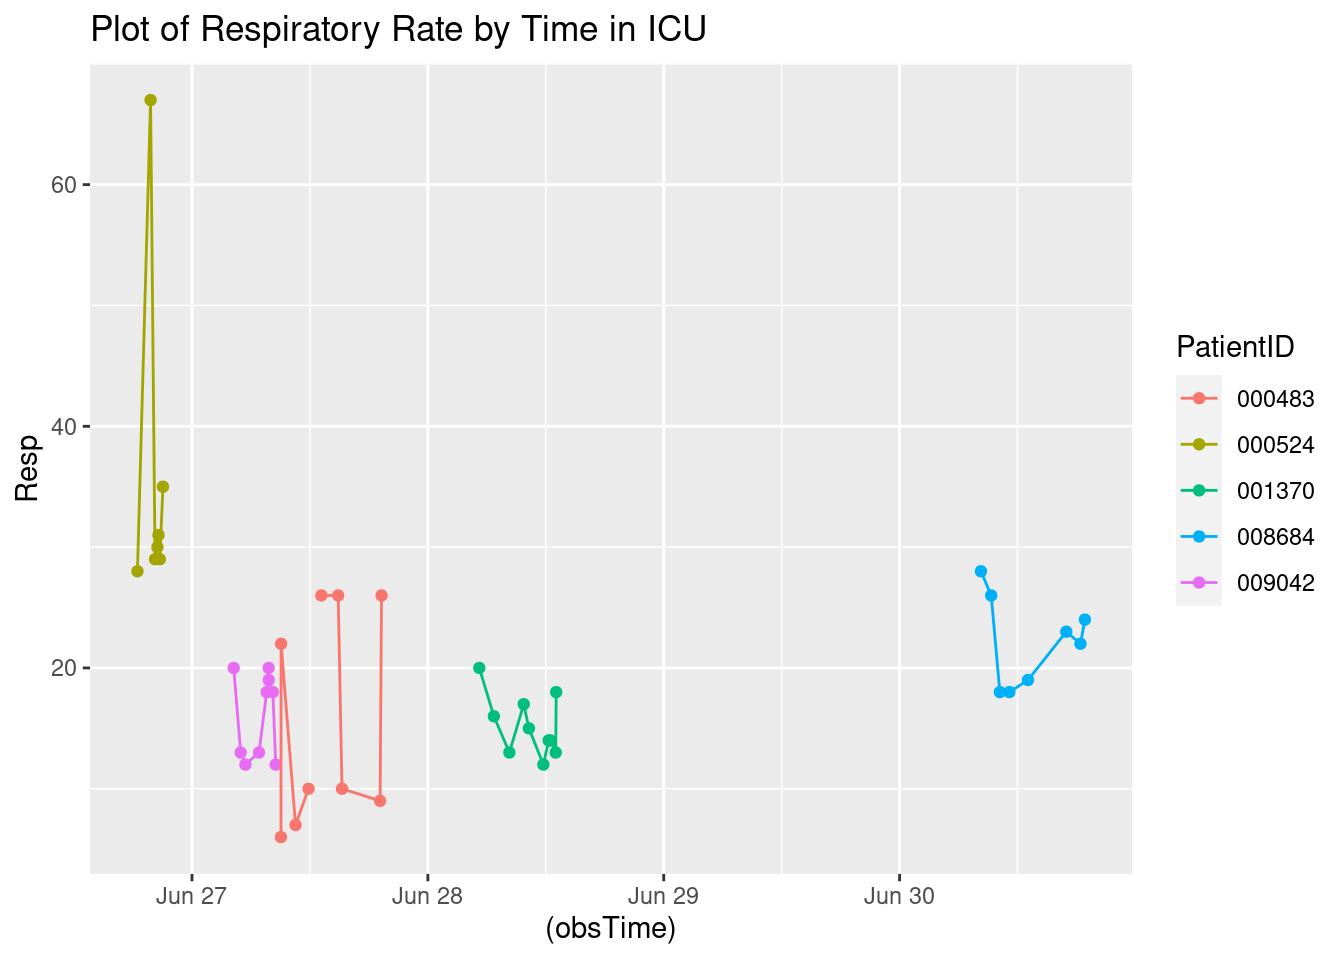 Plot of Respiratory Rate by Time in ICU
60
40
20
Resp
Jun 27
Jun 28
Jun 29
Jun 30
(obsTime)
PatientID
000483
000524
001370
008684
009042